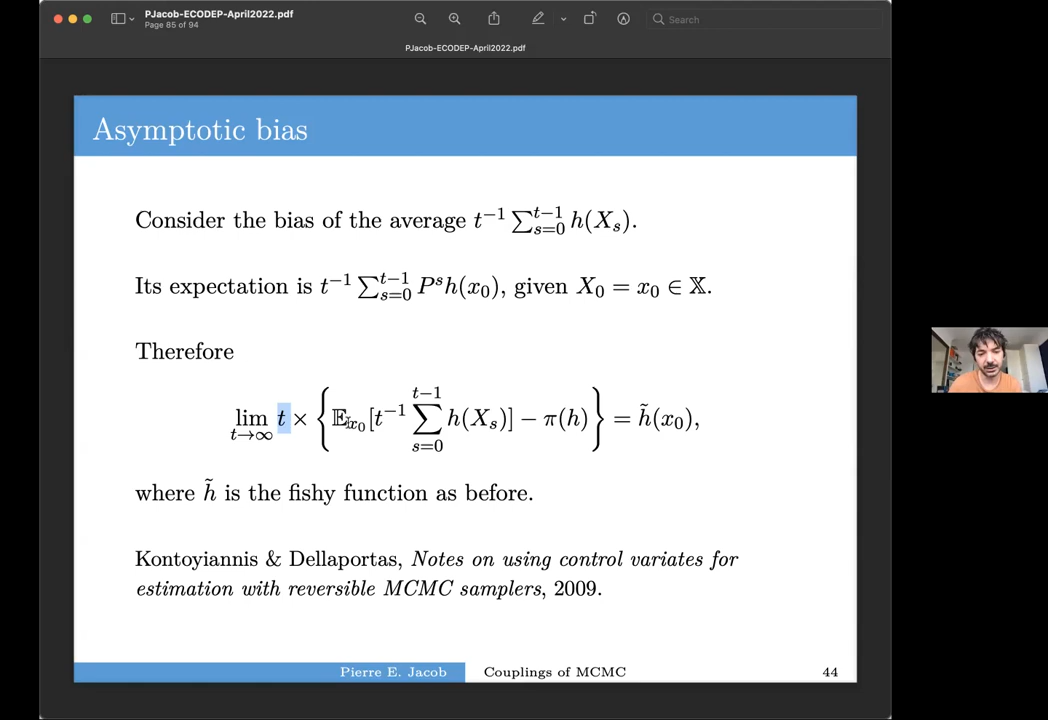 PJacob-ECODEP-April2022.pdf
Page 85 of 94
Search
PJacob-ECODEP-April2022.pdf
Asymptotic bias
Consider the bias of the average t⁻¹ ∑ₛ₌₀ᵗ⁻¹ h(Xₛ).
Its expectation is t⁻¹ ∑ₛ₌₀ᵗ⁻¹ Pˢh(x₀), given X₀ = x₀ ∈ 𝕏.
Therefore
lim t→∞ t × { 𝔼ₓ₀[t⁻¹ ∑ₛ₌₀ᵗ⁻¹ h(Xₛ)] − π(h) } = h̃(x₀),
where h̃ is the fishy function as before.
Kontoyiannis & Dellaportas, Notes on using control variates for
estimation with reversible MCMC samplers, 2009.
Pierre E. Jacob Couplings of MCMC 44